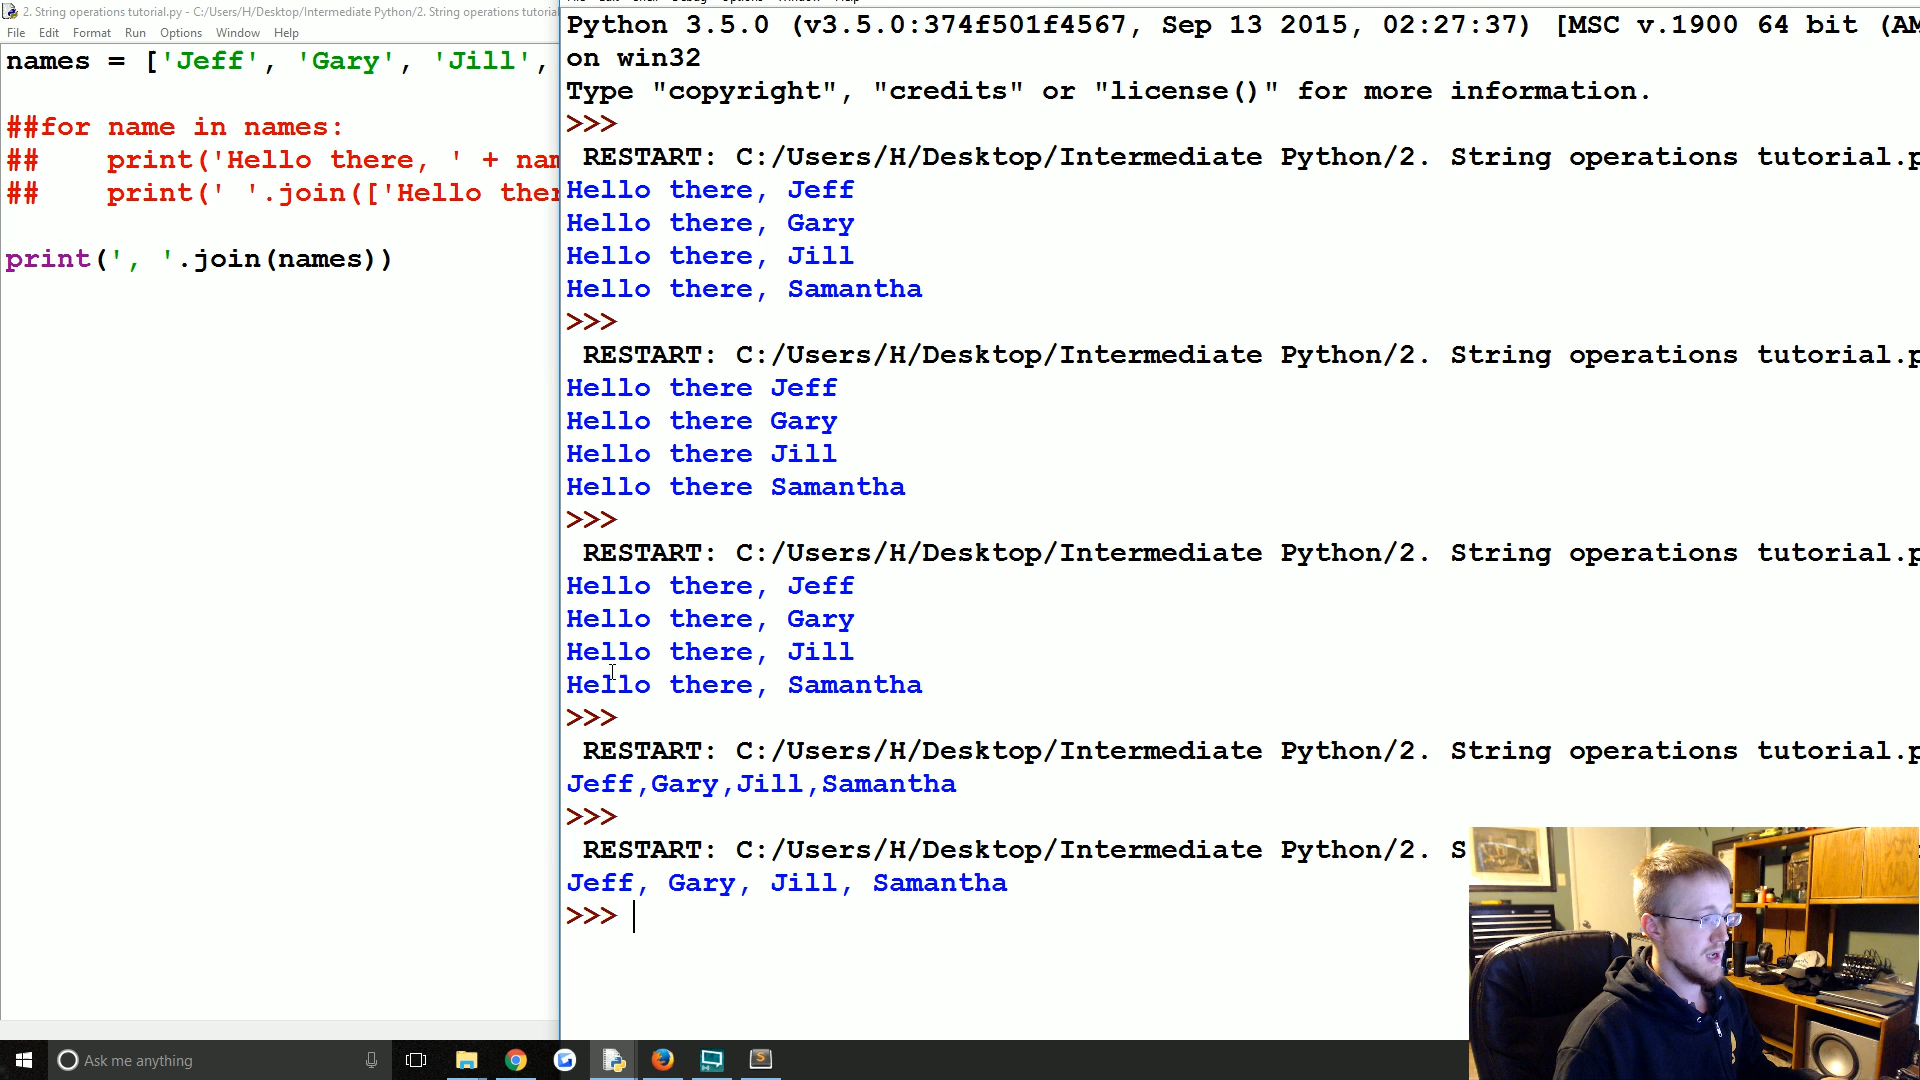 2. String operations tutorial.py - C:/Users/H/Desktop/Intermediate Python/2. String operations tutorial
File Edit Format Run Options Window Help
names = ['Jeff', 'Gary', 'Jill',
##for name in names:
##    print('Hello there, ' + nam
##    print(' '.join(['Hello ther
print(', '.join(names))
Python 3.5.0 (v3.5.0:374f501f4567, Sep 13 2015, 02:27:37) [MSC v.1900 64 bit (AM
on win32
Type "copyright", "credits" or "license()" for more information.
>>>
RESTART: C:/Users/H/Desktop/Intermediate Python/2. String operations tutorial.p
Hello there, Jeff
Hello there, Gary
Hello there, Jill
Hello there, Samantha
>>>
RESTART: C:/Users/H/Desktop/Intermediate Python/2. String operations tutorial.p
Hello there Jeff
Hello there Gary
Hello there Jill
Hello there Samantha
>>>
RESTART: C:/Users/H/Desktop/Intermediate Python/2. String operations tutorial.p
Hello there, Jeff
Hello there, Gary
Hello there, Jill
Hello there, Samantha
>>>
RESTART: C:/Users/H/Desktop/Intermediate Python/2. String operations tutorial.p
Jeff,Gary,Jill,Samantha
>>>
RESTART: C:/Users/H/Desktop/Intermediate Python/2. S
Jeff, Gary, Jill, Samantha
>>>
Ask me anything